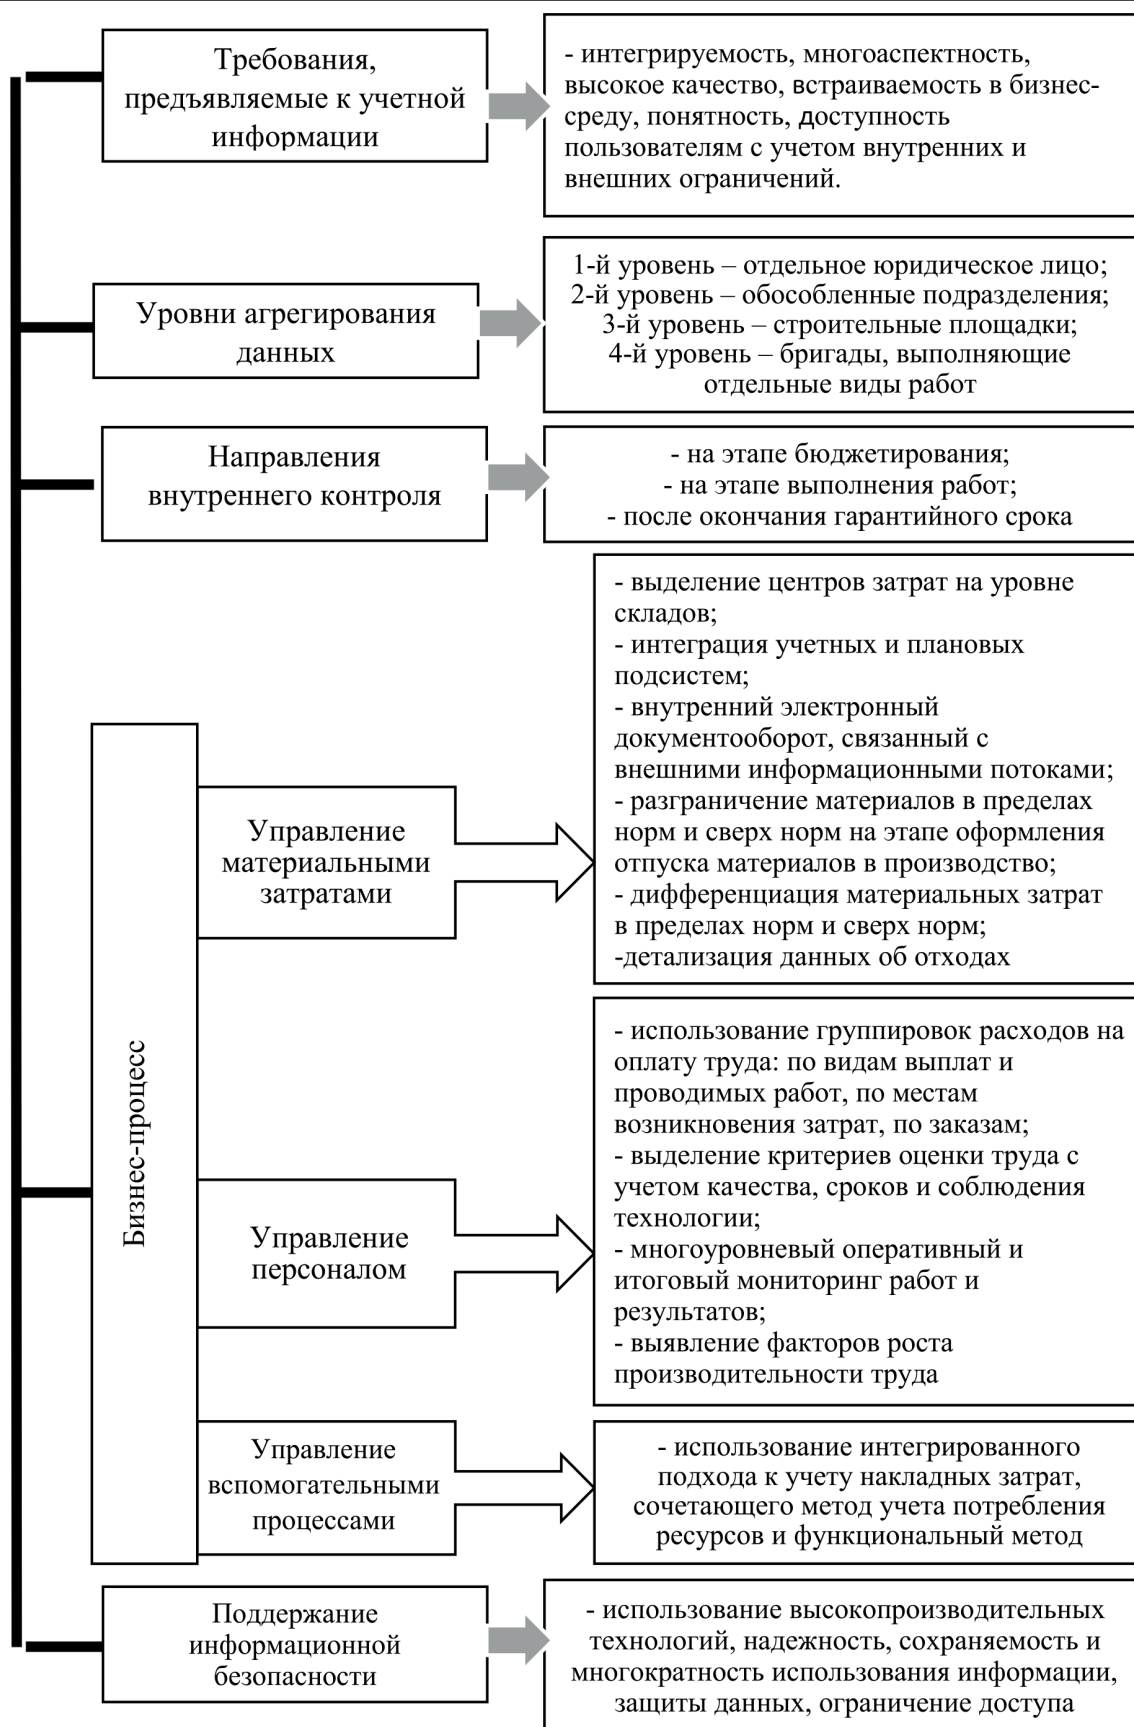 Требования,
предъявляемые к учетной
информации
- интегрируемость, многоаспектность,
высокое качество, встраиваемость в бизнес-
среду, понятность, доступность
пользователям с учетом внутренних и
внешних ограничений.
Уровни агрегирования
данных
1-й уровень – отдельное юридическое лицо;
2-й уровень – обособленные подразделения;
3-й уровень – строительные площадки;
4-й уровень – бригады, выполняющие
отдельные виды работ
Направления
внутреннего контроля
- на этапе бюджетирования;
- на этапе выполнения работ;
- после окончания гарантийного срока
Бизнес-процесс
Управление
материальными
затратами
- выделение центров затрат на уровне
складов;
- интеграция учетных и плановых
подсистем;
- внутренний электронный
документооборот, связанный с
внешними информационными потоками;
- разграничение материалов в пределах
норм и сверх норм на этапе оформления
отпуска материалов в производство;
- дифференциация материальных затрат
в пределах норм и сверх норм;
-детализация данных об отходах
Управление
персоналом
- использование группировок расходов на
оплату труда: по видам выплат и
проводимых работ, по местам
возникновения затрат, по заказам;
- выделение критериев оценки труда с
учетом качества, сроков и соблюдения
технологии;
- многоуровневый оперативный и
итоговый мониторинг работ и
результатов;
- выявление факторов роста
производительности труда
Управление
вспомогательными
процессами
- использование интегрированного
подхода к учету накладных затрат,
сочетающего метод учета потребления
ресурсов и функциональный метод
Поддержание
информационной
безопасности
- использование высокопроизводительных
технологий, надежность, сохраняемость и
многократность использования информации,
защиты данных, ограничение доступа